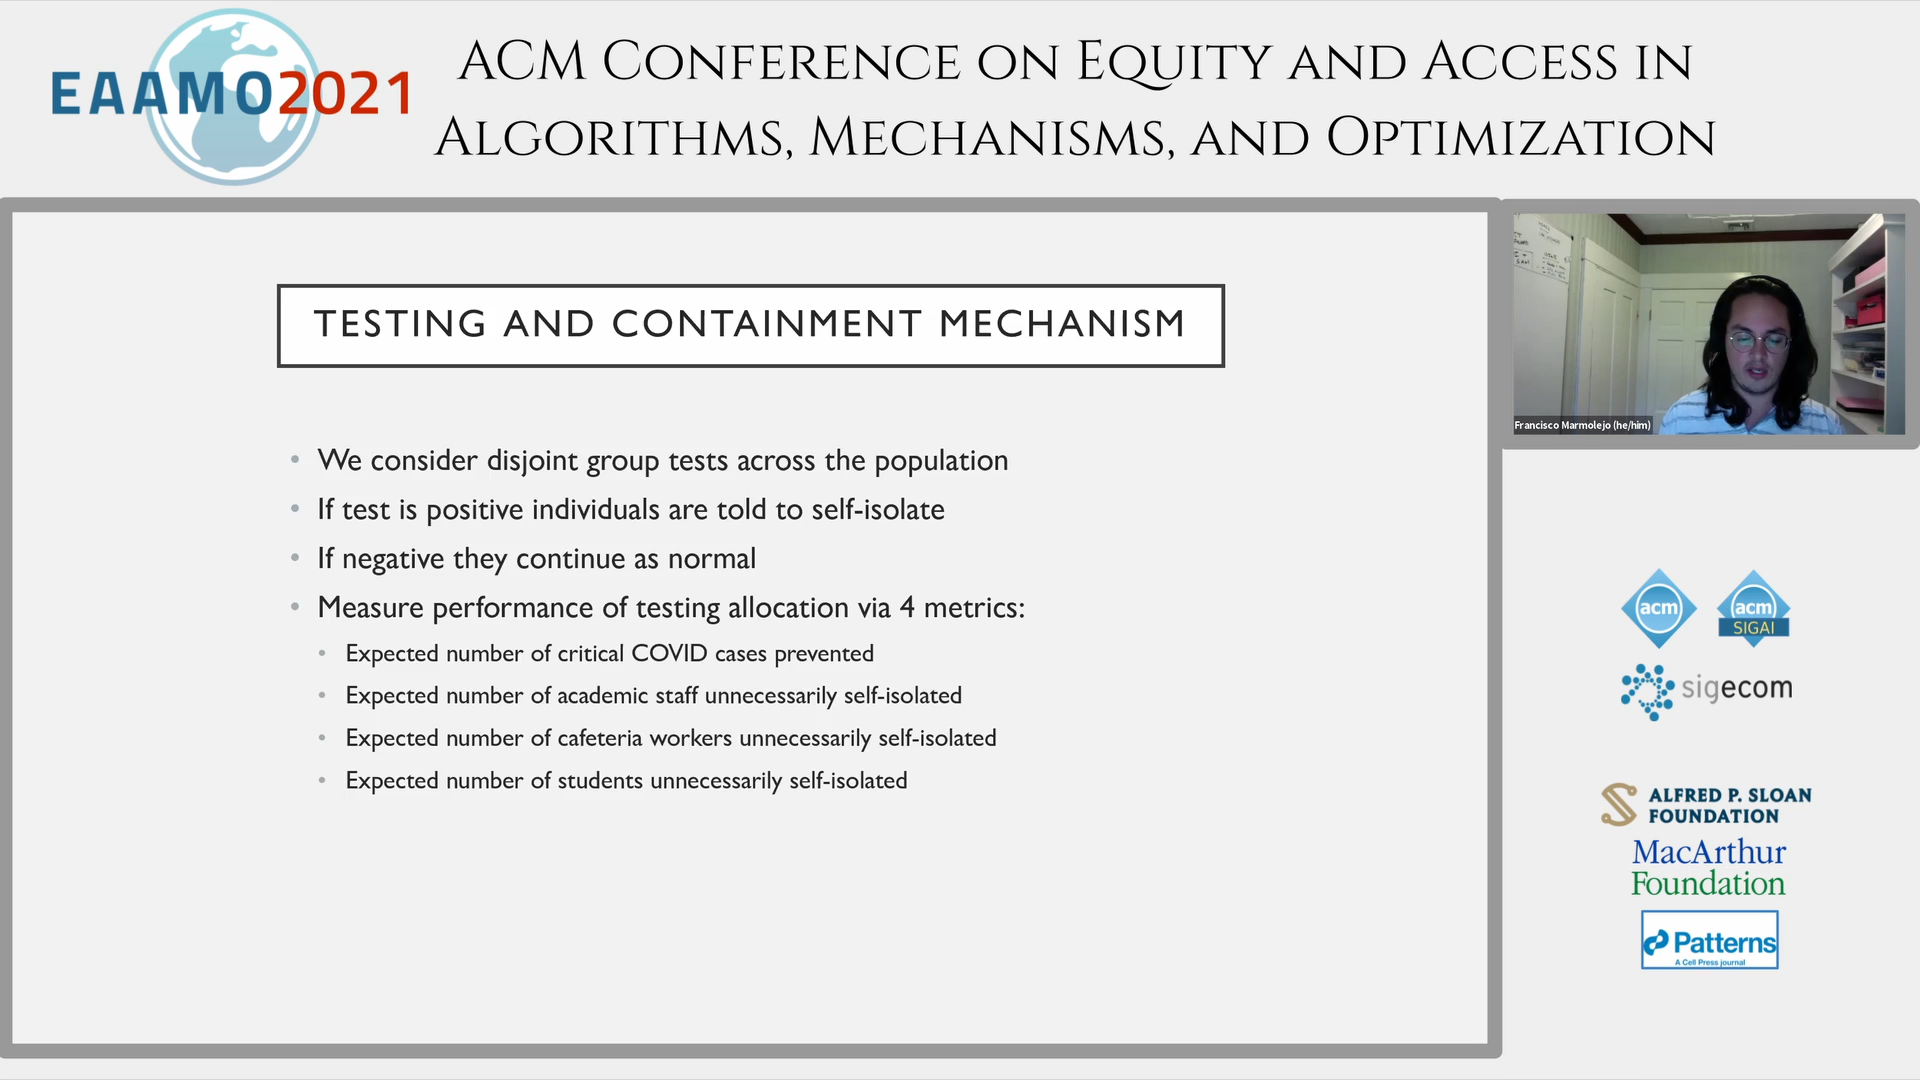 EAAMO2021
ACM Conference on Equity and Access in
Algorithms, Mechanisms, and Optimization
TESTING AND CONTAINMENT MECHANISM
• We consider disjoint group tests across the population
• If test is positive individuals are told to self-isolate
• If negative they continue as normal
• Measure performance of testing allocation via 4 metrics:
• Expected number of critical COVID cases prevented
• Expected number of academic staff unnecessarily self-isolated
• Expected number of cafeteria workers unnecessarily self-isolated
• Expected number of students unnecessarily self-isolated
Francisco Marmolejo (he/him)
acm
acm
SIGAI
sigecom
ALFRED P. SLOAN
FOUNDATION
MacArthur
Foundation
Patterns
A Cell Press journal